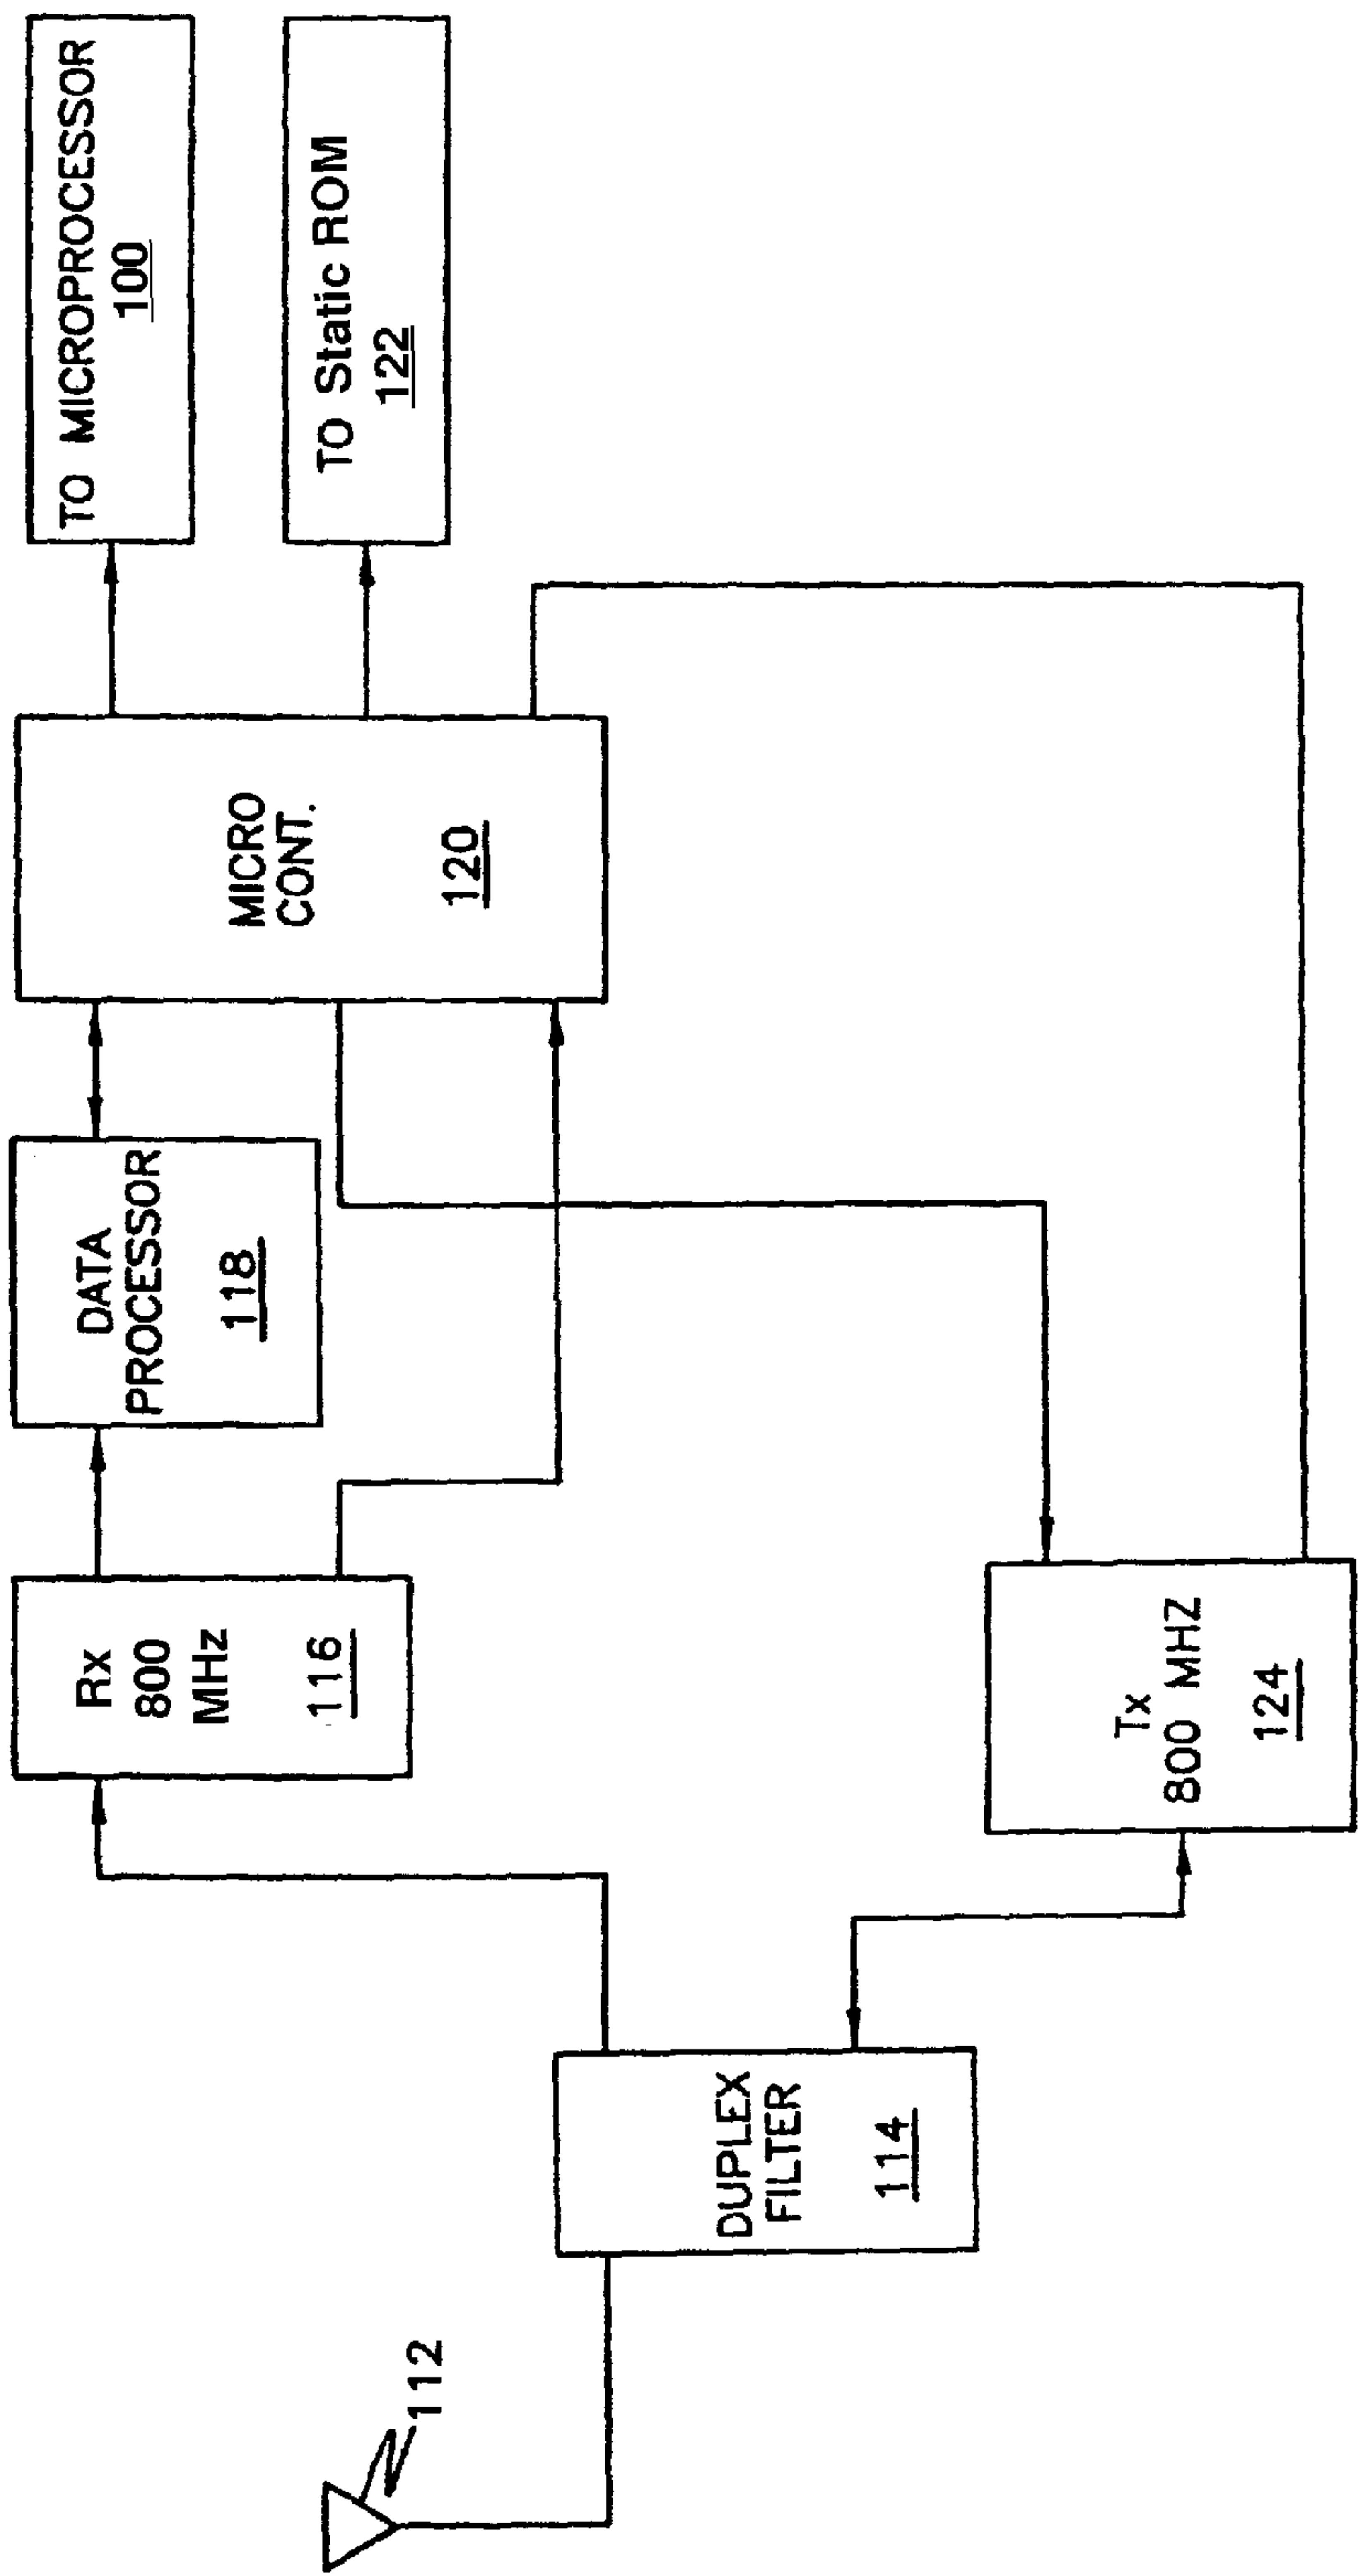 112
DUPLEX
FILTER
114
Rx
800
MHz
116
Tx
800 MHZ
124
DATA
PROCESSOR
118
MICRO
CONT.
120
TO MICROPROCESSOR
100
TO Static ROM
122